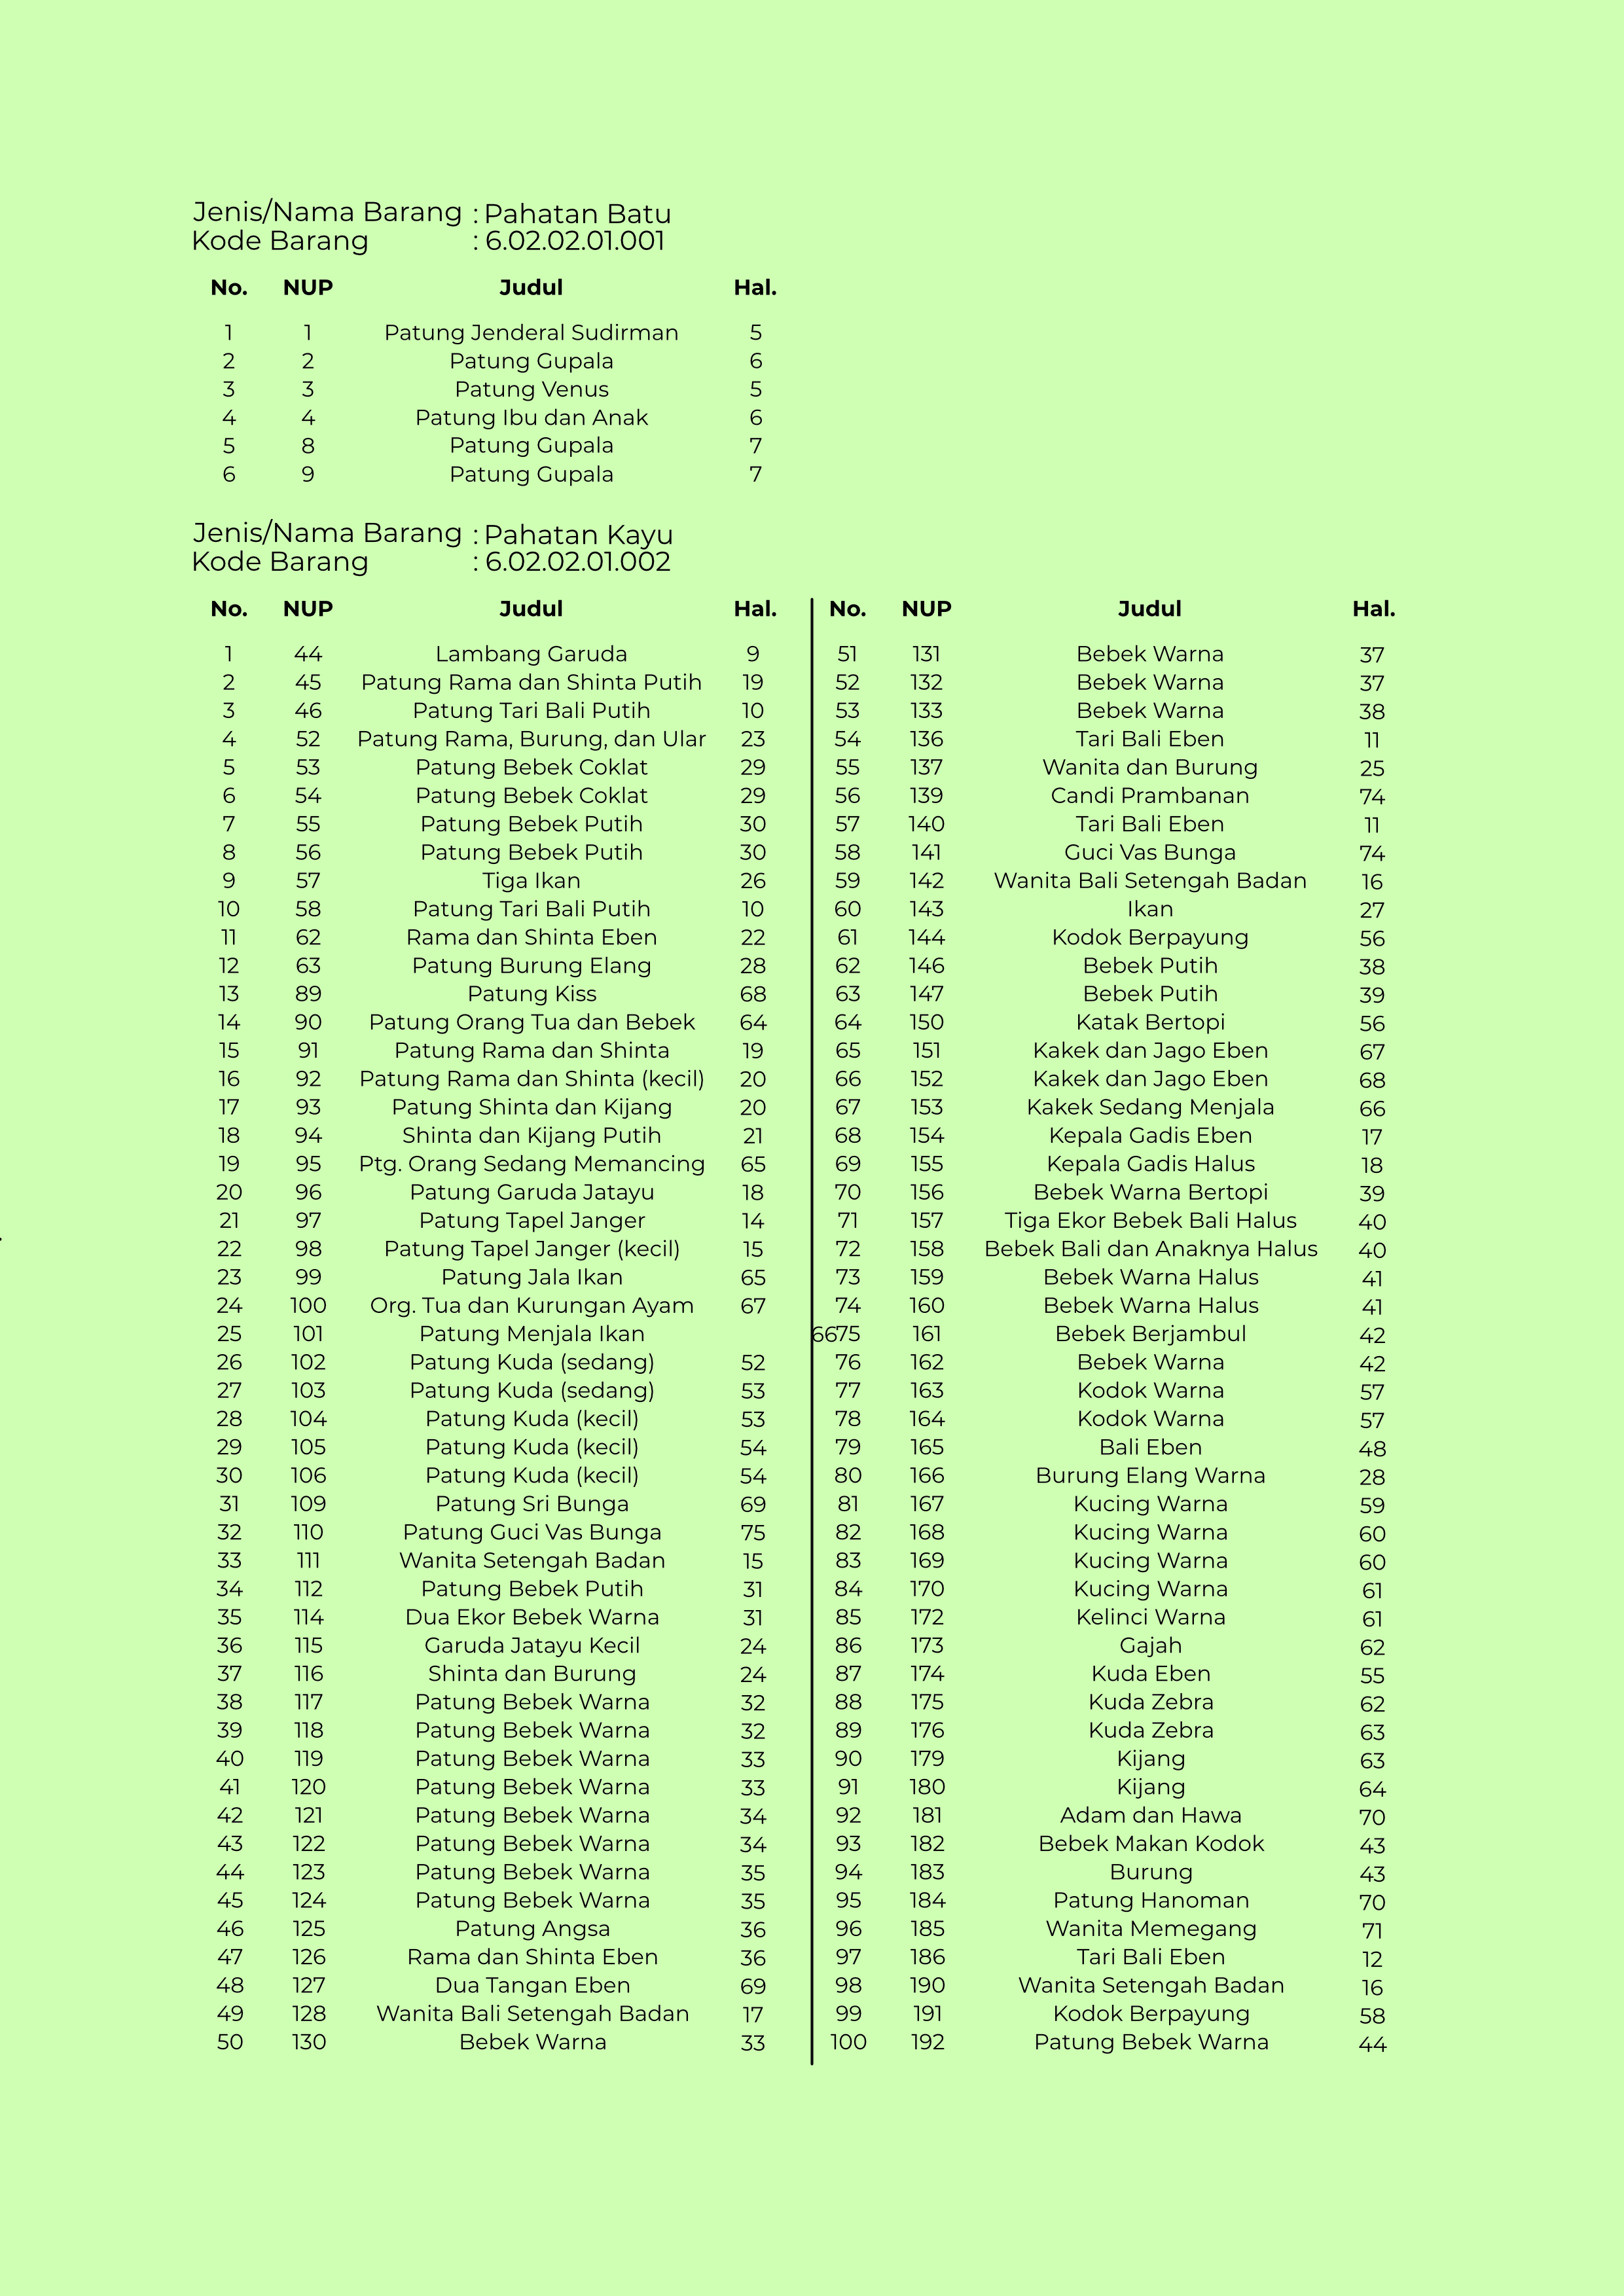 Jenis/Nama Barang : Pahatan Batu
Kode Barang : 6.02.02.01.001
No. NUP Judul Hal.
1 1 Patung Jenderal Sudirman 5
2 2 Patung Gupala 6
3 3 Patung Venus 5
4 4 Patung Ibu dan Anak 6
5 8 Patung Gupala 7
6 9 Patung Gupala 7
Jenis/Nama Barang : Pahatan Kayu
Kode Barang : 6.02.02.01.002
No. NUP Judul Hal.
1 44 Lambang Garuda 9
2 45 Patung Rama dan Shinta Putih 19
3 46 Patung Tari Bali Putih 10
4 52 Patung Rama, Burung, dan Ular 23
5 53 Patung Bebek Coklat 29
6 54 Patung Bebek Coklat 29
7 55 Patung Bebek Putih 30
8 56 Patung Bebek Putih 30
9 57 Tiga Ikan 26
10 58 Patung Tari Bali Putih 10
11 62 Rama dan Shinta Eben 22
12 63 Patung Burung Elang 28
13 89 Patung Kiss 68
14 90 Patung Orang Tua dan Bebek 64
15 91 Patung Rama dan Shinta 19
16 92 Patung Rama dan Shinta (kecil) 20
17 93 Patung Shinta dan Kijang 20
18 94 Shinta dan Kijang Putih 21
19 95 Ptg. Orang Sedang Memancing 65
20 96 Patung Garuda Jatayu 18
21 97 Patung Tapel Janger 14
22 98 Patung Tapel Janger (kecil) 15
23 99 Patung Jala Ikan 65
24 100 Org. Tua dan Kurungan Ayam 67
25 101 Patung Menjala Ikan 66
26 102 Patung Kuda (sedang) 52
27 103 Patung Kuda (sedang) 53
28 104 Patung Kuda (kecil) 53
29 105 Patung Kuda (kecil) 54
30 106 Patung Kuda (kecil) 54
31 109 Patung Sri Bunga 69
32 110 Patung Guci Vas Bunga 75
33 111 Wanita Setengah Badan 15
34 112 Patung Bebek Putih 31
35 114 Dua Ekor Bebek Warna 31
36 115 Garuda Jatayu Kecil 24
37 116 Shinta dan Burung 24
38 117 Patung Bebek Warna 32
39 118 Patung Bebek Warna 32
40 119 Patung Bebek Warna 33
41 120 Patung Bebek Warna 33
42 121 Patung Bebek Warna 34
43 122 Patung Bebek Warna 34
44 123 Patung Bebek Warna 35
45 124 Patung Bebek Warna 35
46 125 Patung Angsa 36
47 126 Rama dan Shinta Eben 36
48 127 Dua Tangan Eben 69
49 128 Wanita Bali Setengah Badan 17
50 130 Bebek Warna 33
No. NUP Judul Hal.
51 131 Bebek Warna 37
52 132 Bebek Warna 37
53 133 Bebek Warna 38
54 136 Tari Bali Eben 11
55 137 Wanita dan Burung 25
56 139 Candi Prambanan 74
57 140 Tari Bali Eben 11
58 141 Guci Vas Bunga 74
59 142 Wanita Bali Setengah Badan 16
60 143 Ikan 27
61 144 Kodok Berpayung 56
62 146 Bebek Putih 38
63 147 Bebek Putih 39
64 150 Katak Bertopi 56
65 151 Kakek dan Jago Eben 67
66 152 Kakek dan Jago Eben 68
67 153 Kakek Sedang Menjala 66
68 154 Kepala Gadis Eben 17
69 155 Kepala Gadis Halus 18
70 156 Bebek Warna Bertopi 39
71 157 Tiga Ekor Bebek Bali Halus 40
72 158 Bebek Bali dan Anaknya Halus 40
73 159 Bebek Warna Halus 41
74 160 Bebek Warna Halus 41
75 161 Bebek Berjambul 42
76 162 Bebek Warna 42
77 163 Kodok Warna 57
78 164 Kodok Warna 57
79 165 Bali Eben 48
80 166 Burung Elang Warna 28
81 167 Kucing Warna 59
82 168 Kucing Warna 60
83 169 Kucing Warna 60
84 170 Kucing Warna 61
85 172 Kelinci Warna 61
86 173 Gajah 62
87 174 Kuda Eben 55
88 175 Kuda Zebra 62
89 176 Kuda Zebra 63
90 179 Kijang 63
91 180 Kijang 64
92 181 Adam dan Hawa 70
93 182 Bebek Makan Kodok 43
94 183 Burung 43
95 184 Patung Hanoman 70
96 185 Wanita Memegang 71
97 186 Tari Bali Eben 12
98 190 Wanita Setengah Badan 16
99 191 Kodok Berpayung 58
100 192 Patung Bebek Warna 44